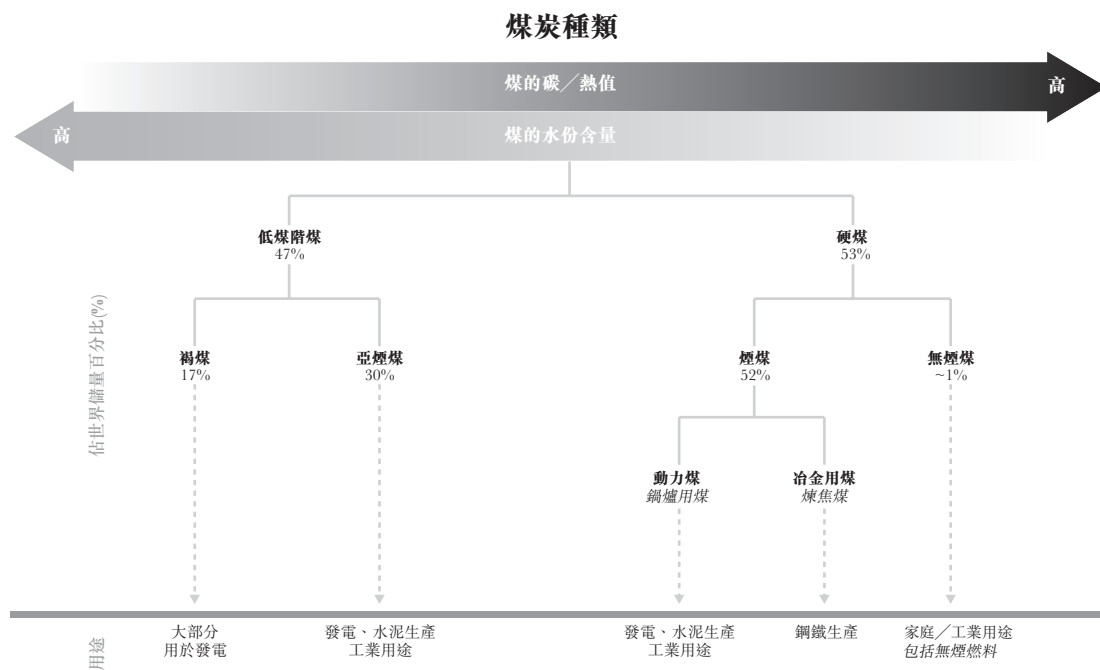 煤炭種類
煤的碳／熱值
高
高
煤的水份含量
低煤階煤
47%
硬煤
53%
佔世界儲量百分比(%)
褐煤
17%
亞煙煤
30%
煙煤
52%
無煙煤
~1%
動力煤
鍋爐用煤
冶金用煤
煉焦煤
用途
大部分
用於發電
發電、水泥生產
工業用途
發電、水泥生產
工業用途
鋼鐵生產
家庭／工業用途
包括無煙燃料